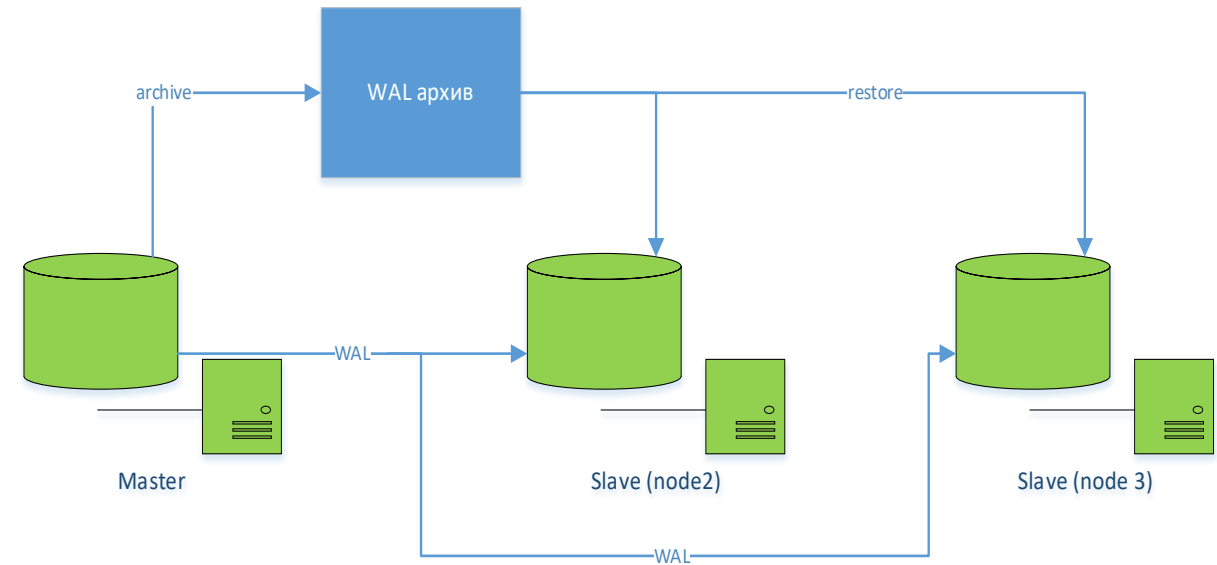 archive
WAL архив
restore
WAL
Master
Slave (node2)
Slave (node 3)
WAL